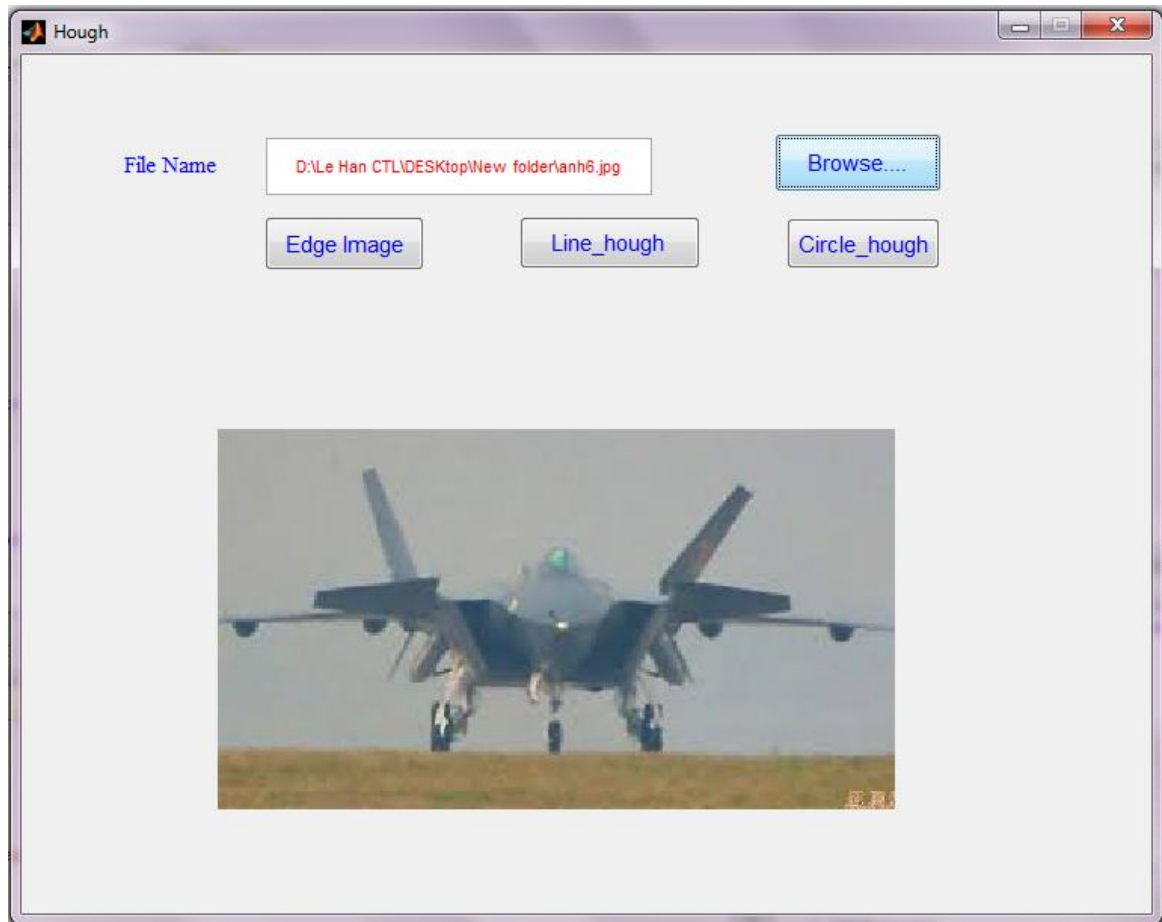 Hough
File Name
D:\Le Han CTL\DESKtop\New folder\anh6.jpg
Browse....
Edge Image
Line_hough
Circle_hough